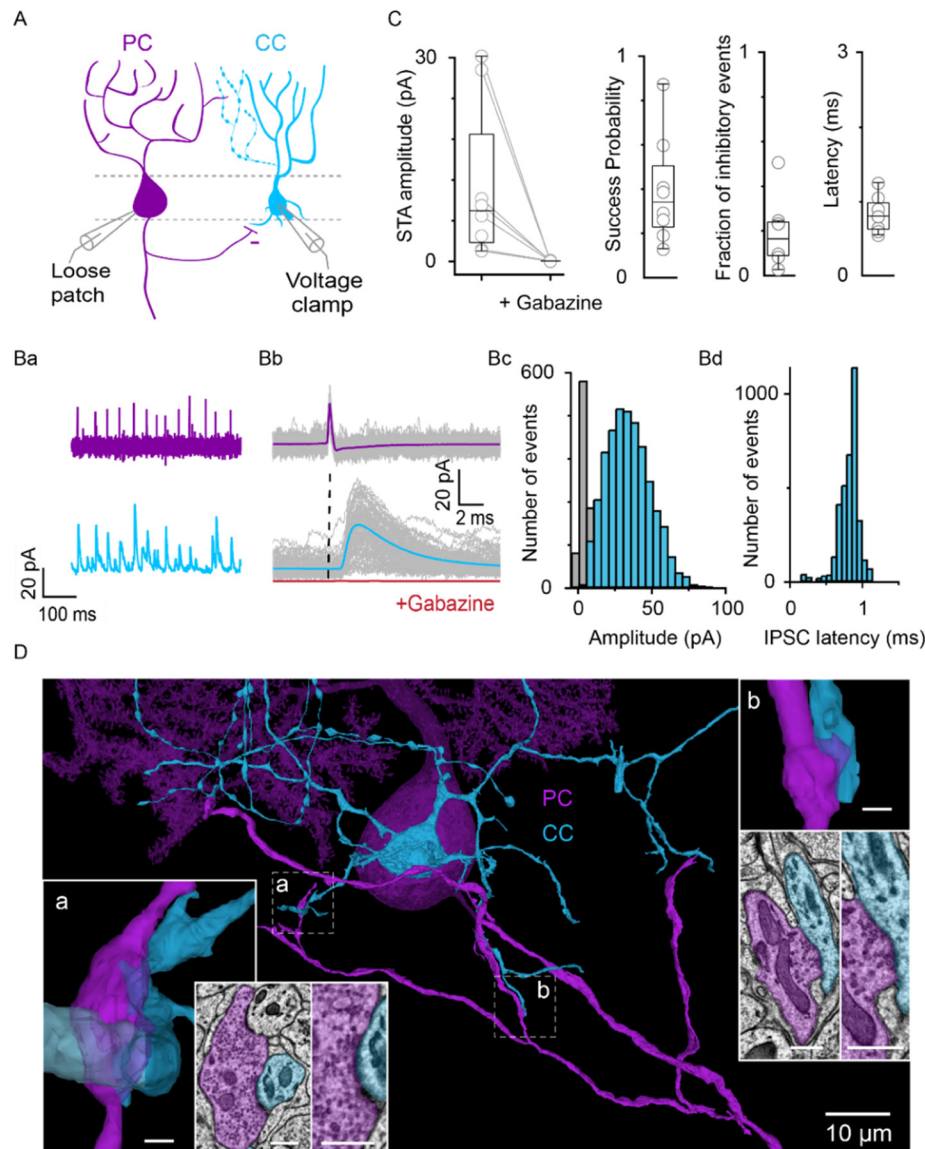 A
PC
CC
Loose
patch
Voltage
clamp
C
STA amplitude (pA)
30
0
+ Gabazine
Success Probability
1
0
Fraction of inhibitory events
1
0
Latency (ms)
3
0
Ba
20 pA
100 ms
Bb
20 pA
2 ms
+Gabazine
Bc
Number of events
600
0
0
50
100
Amplitude (pA)
Bd
Number of events
1000
0
0
1
IPSC latency (ms)
D
PC
CC
a
b
a
b
10 µm